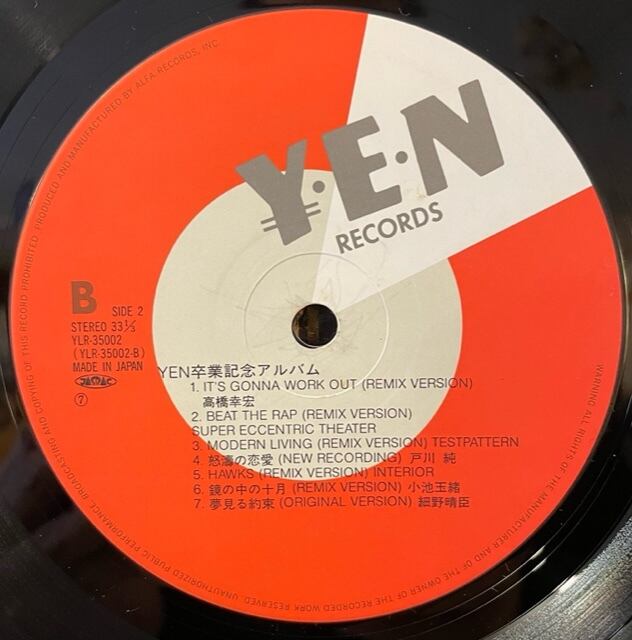 Y.E.N
RECORDS
B SIDE 2
STEREO 33⅓
YLR-35002
(YLR-35002-B)
MADE IN JAPAN
JASRAC
⑦
YEN卒業記念アルバム
1. IT'S GONNA WORK OUT (REMIX VERSION)
高橋幸宏
2. BEAT THE RAP (REMIX VERSION)
SUPER ECCENTRIC THEATER
3. MODERN LIVING (REMIX VERSION) TESTPATTERN
4. 怒濤の恋愛 (NEW RECORDING) 戸川 純
5. HAWKS (REMIX VERSION) INTERIOR
6. 鏡の中の十月 (REMIX VERSION) 小池玉緒
7. 夢見る約束 (ORIGINAL VERSION) 細野晴臣
WARNING ALL RIGHTS OF THE MANUFACTURER AND OF THE OWNER OF THE RECORDED WORK RESERVED. UNAUTHORIZED PUBLIC PERFORMANCE, BROADCASTING AND COPYING OF THIS RECORD PROHIBITED. PRODUCED AND MANUFACTURED BY ALFA RECORDS, INC.